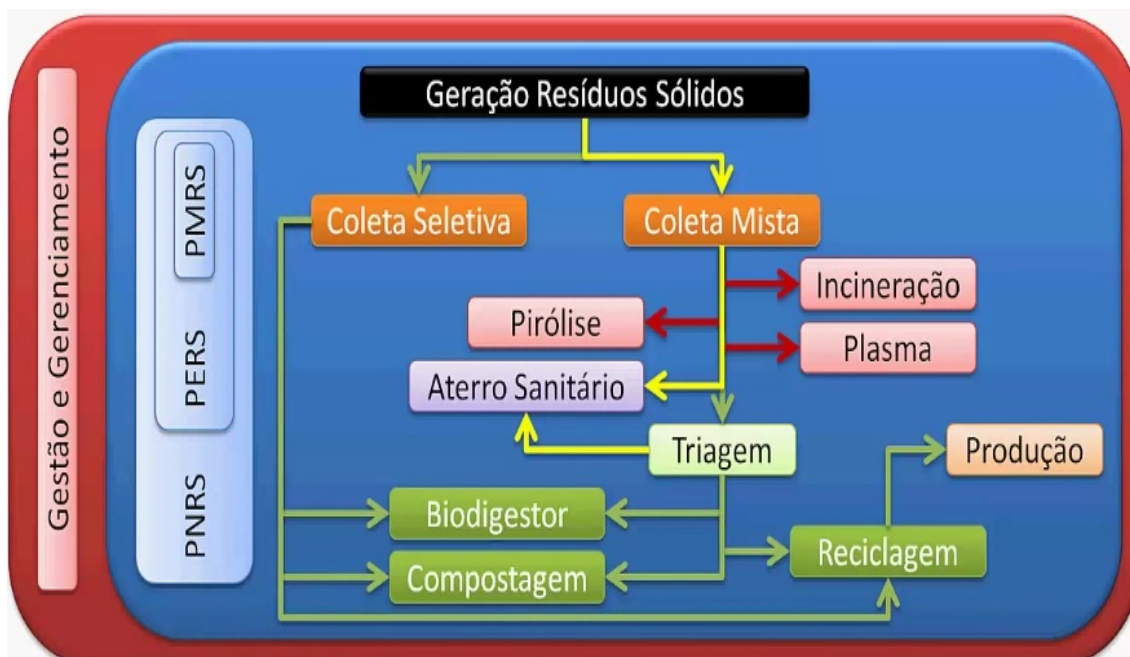 Gestão e Gerenciamento
PMRS
PERS
PNRS
Geração Resíduos Sólidos
Coleta Seletiva
Coleta Mista
Incineração
Pirólise
Plasma
Aterro Sanitário
Triagem
Produção
Biodigestor
Reciclagem
Compostagem